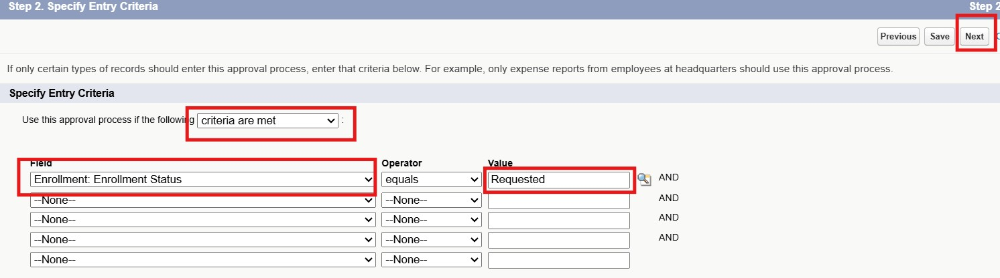 Step 2. Specify Entry Criteria Step 2
Previous Save Next
If only certain types of records should enter this approval process, enter that criteria below. For example, only expense reports from employees at headquarters should use this approval process.
Specify Entry Criteria
Use this approval process if the following criteria are met :
Field Operator Value
Enrollment: Enrollment Status equals Requested AND
--None-- --None-- AND
--None-- --None-- AND
--None-- --None-- AND
--None-- --None--